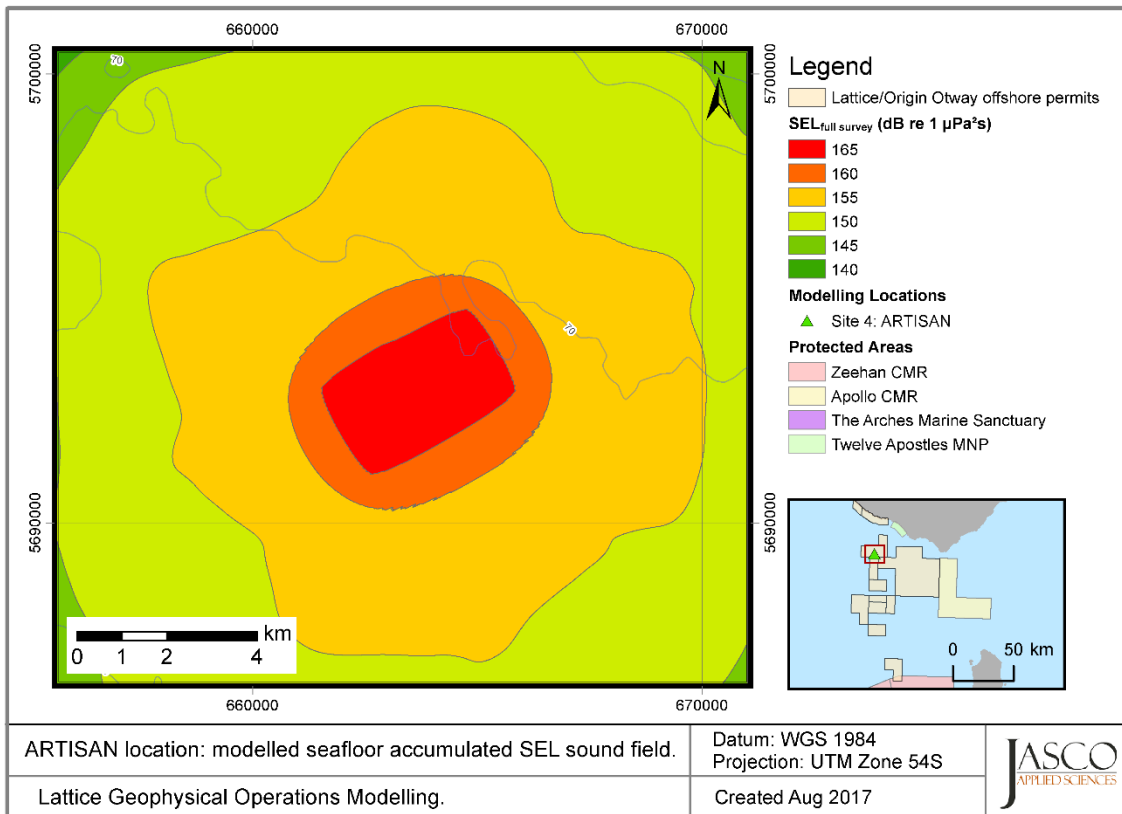 660000
670000
5700000
5700000
70
N
70
5690000
5690000
km
0 1 2 4
660000
670000
Legend
Lattice/Origin Otway offshore permits
SELfull survey (dB re 1 µPa²s)
165
160
155
150
145
140
Modelling Locations
Site 4: ARTISAN
Protected Areas
Zeehan CMR
Apollo CMR
The Arches Marine Sanctuary
Twelve Apostles MNP
0 50 km
ARTISAN location: modelled seafloor accumulated SEL sound field.
Lattice Geophysical Operations Modelling.
Datum: WGS 1984
Projection: UTM Zone 54S
Created Aug 2017
JASCO
APPLIED SCIENCES